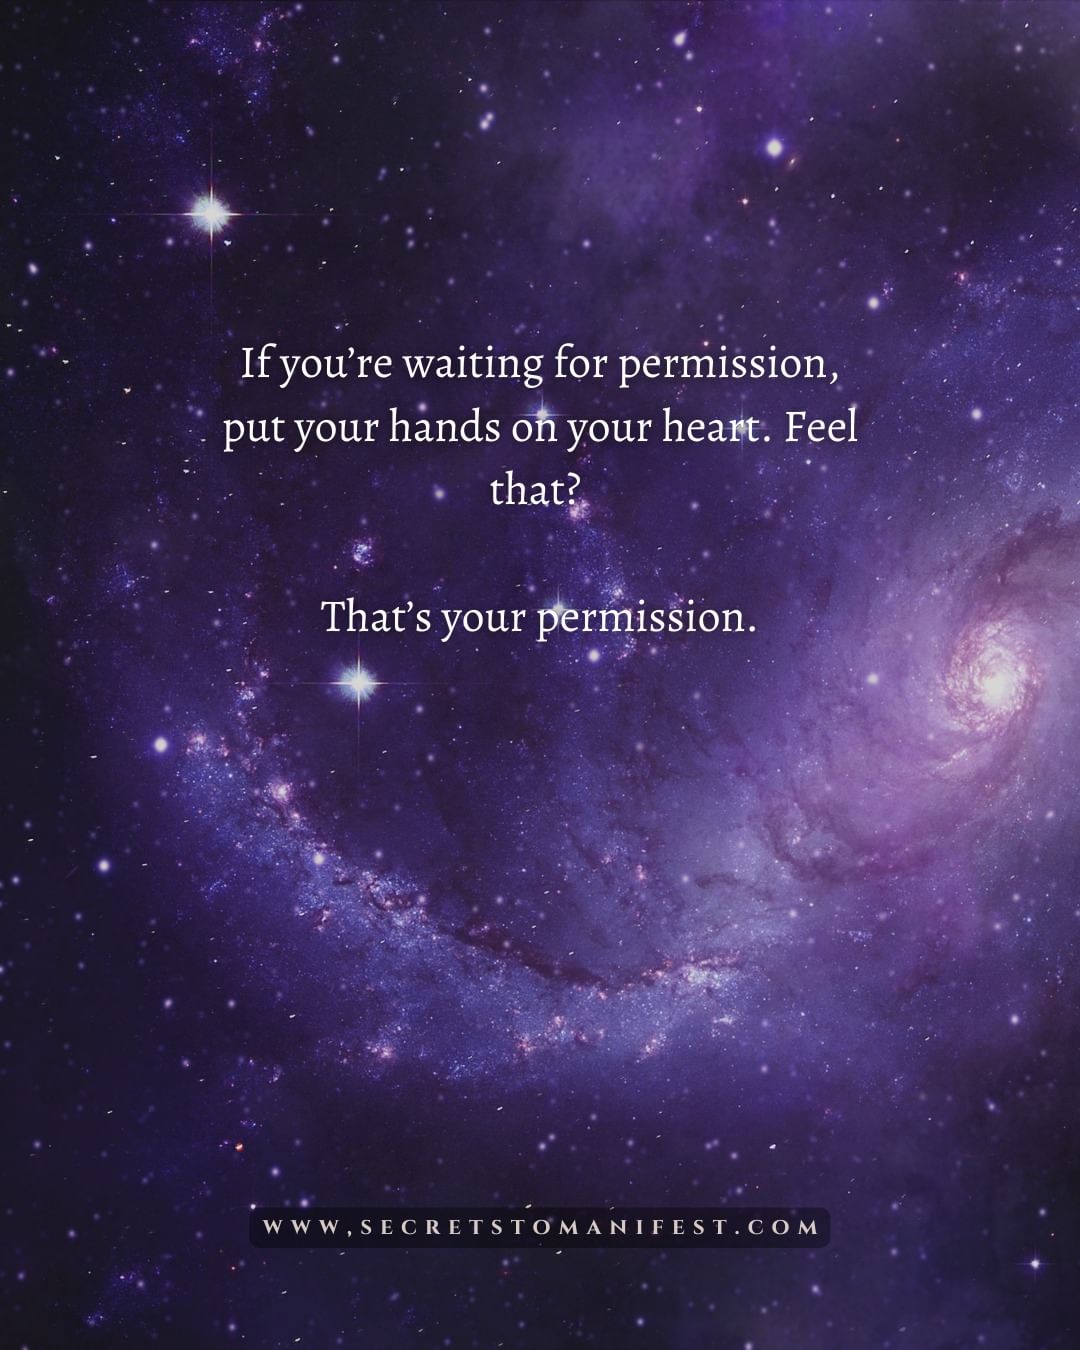 If you’re waiting for permission,
put your hands on your heart. Feel
that?
That’s your permission.
WWW,SECRETSTOMANIFEST.COM